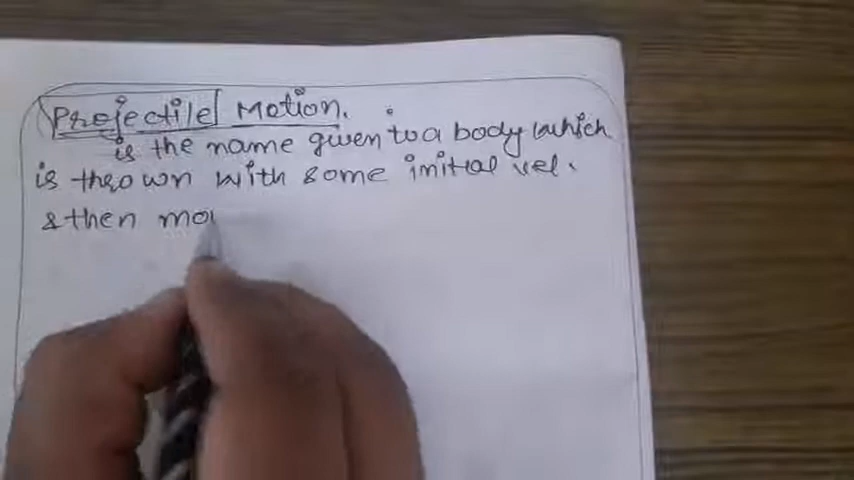 Projectile Motion.
is the name given to a body which
is thrown with some initial vel.
& then mo